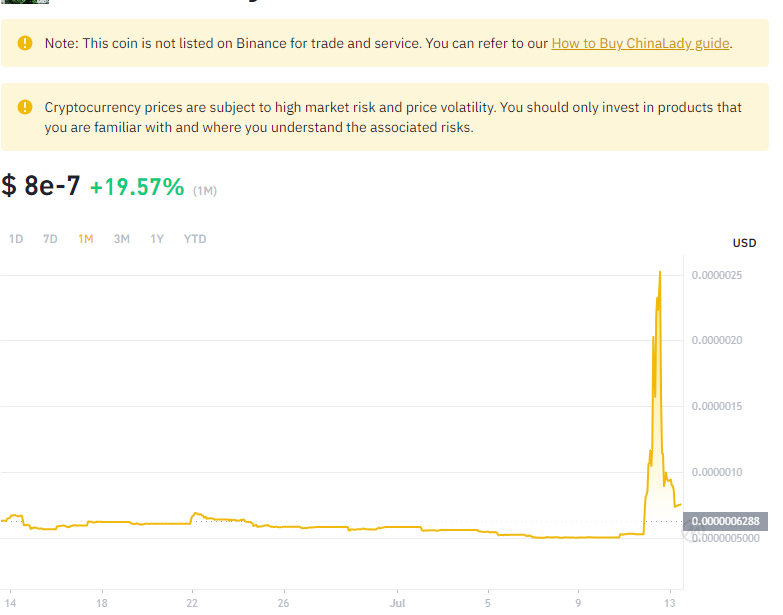 Note: This coin is not listed on Binance for trade and service. You can refer to our How to Buy ChinaLady guide.
Cryptocurrency prices are subject to high market risk and price volatility. You should only invest in products that
you are familiar with and where you understand the associated risks.
$ 8e-7 +19.57% (1M)
1D 7D 1M 3M 1Y YTD
USD
0.0000025
0.0000020
0.0000015
0.0000010
0.0000006288
0.0000005000
14 18 22 26 Jul 5 9 13